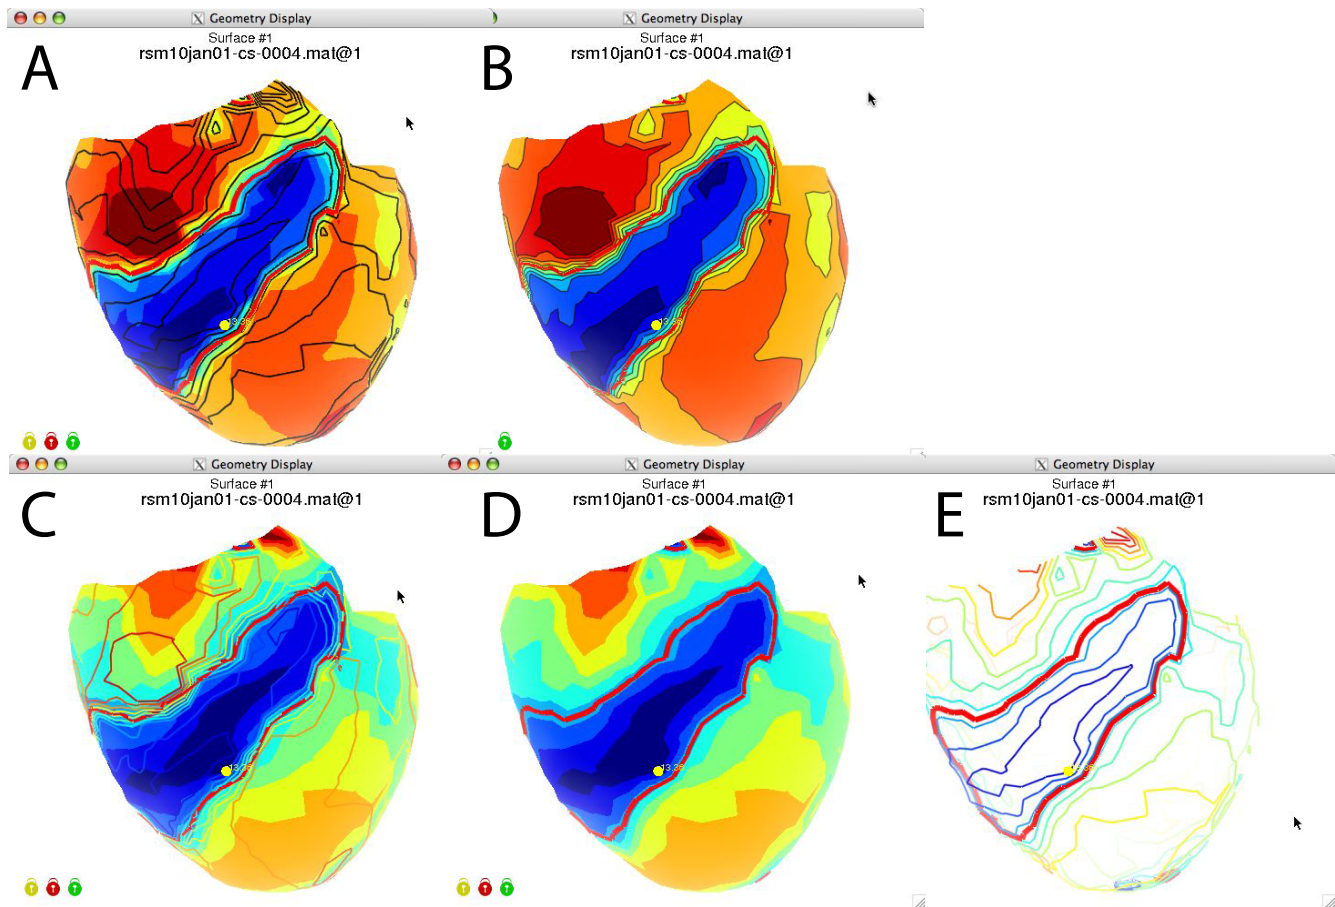 Geometry Display
Surface #1
rsm10jan01-cs-0004.mat@1
A
Geometry Display
Surface #1
rsm10jan01-cs-0004.mat@1
B
Geometry Display
Surface #1
rsm10jan01-cs-0004.mat@1
C
Geometry Display
Surface #1
rsm10jan01-cs-0004.mat@1
D
Geometry Display
Surface #1
rsm10jan01-cs-0004.mat@1
E